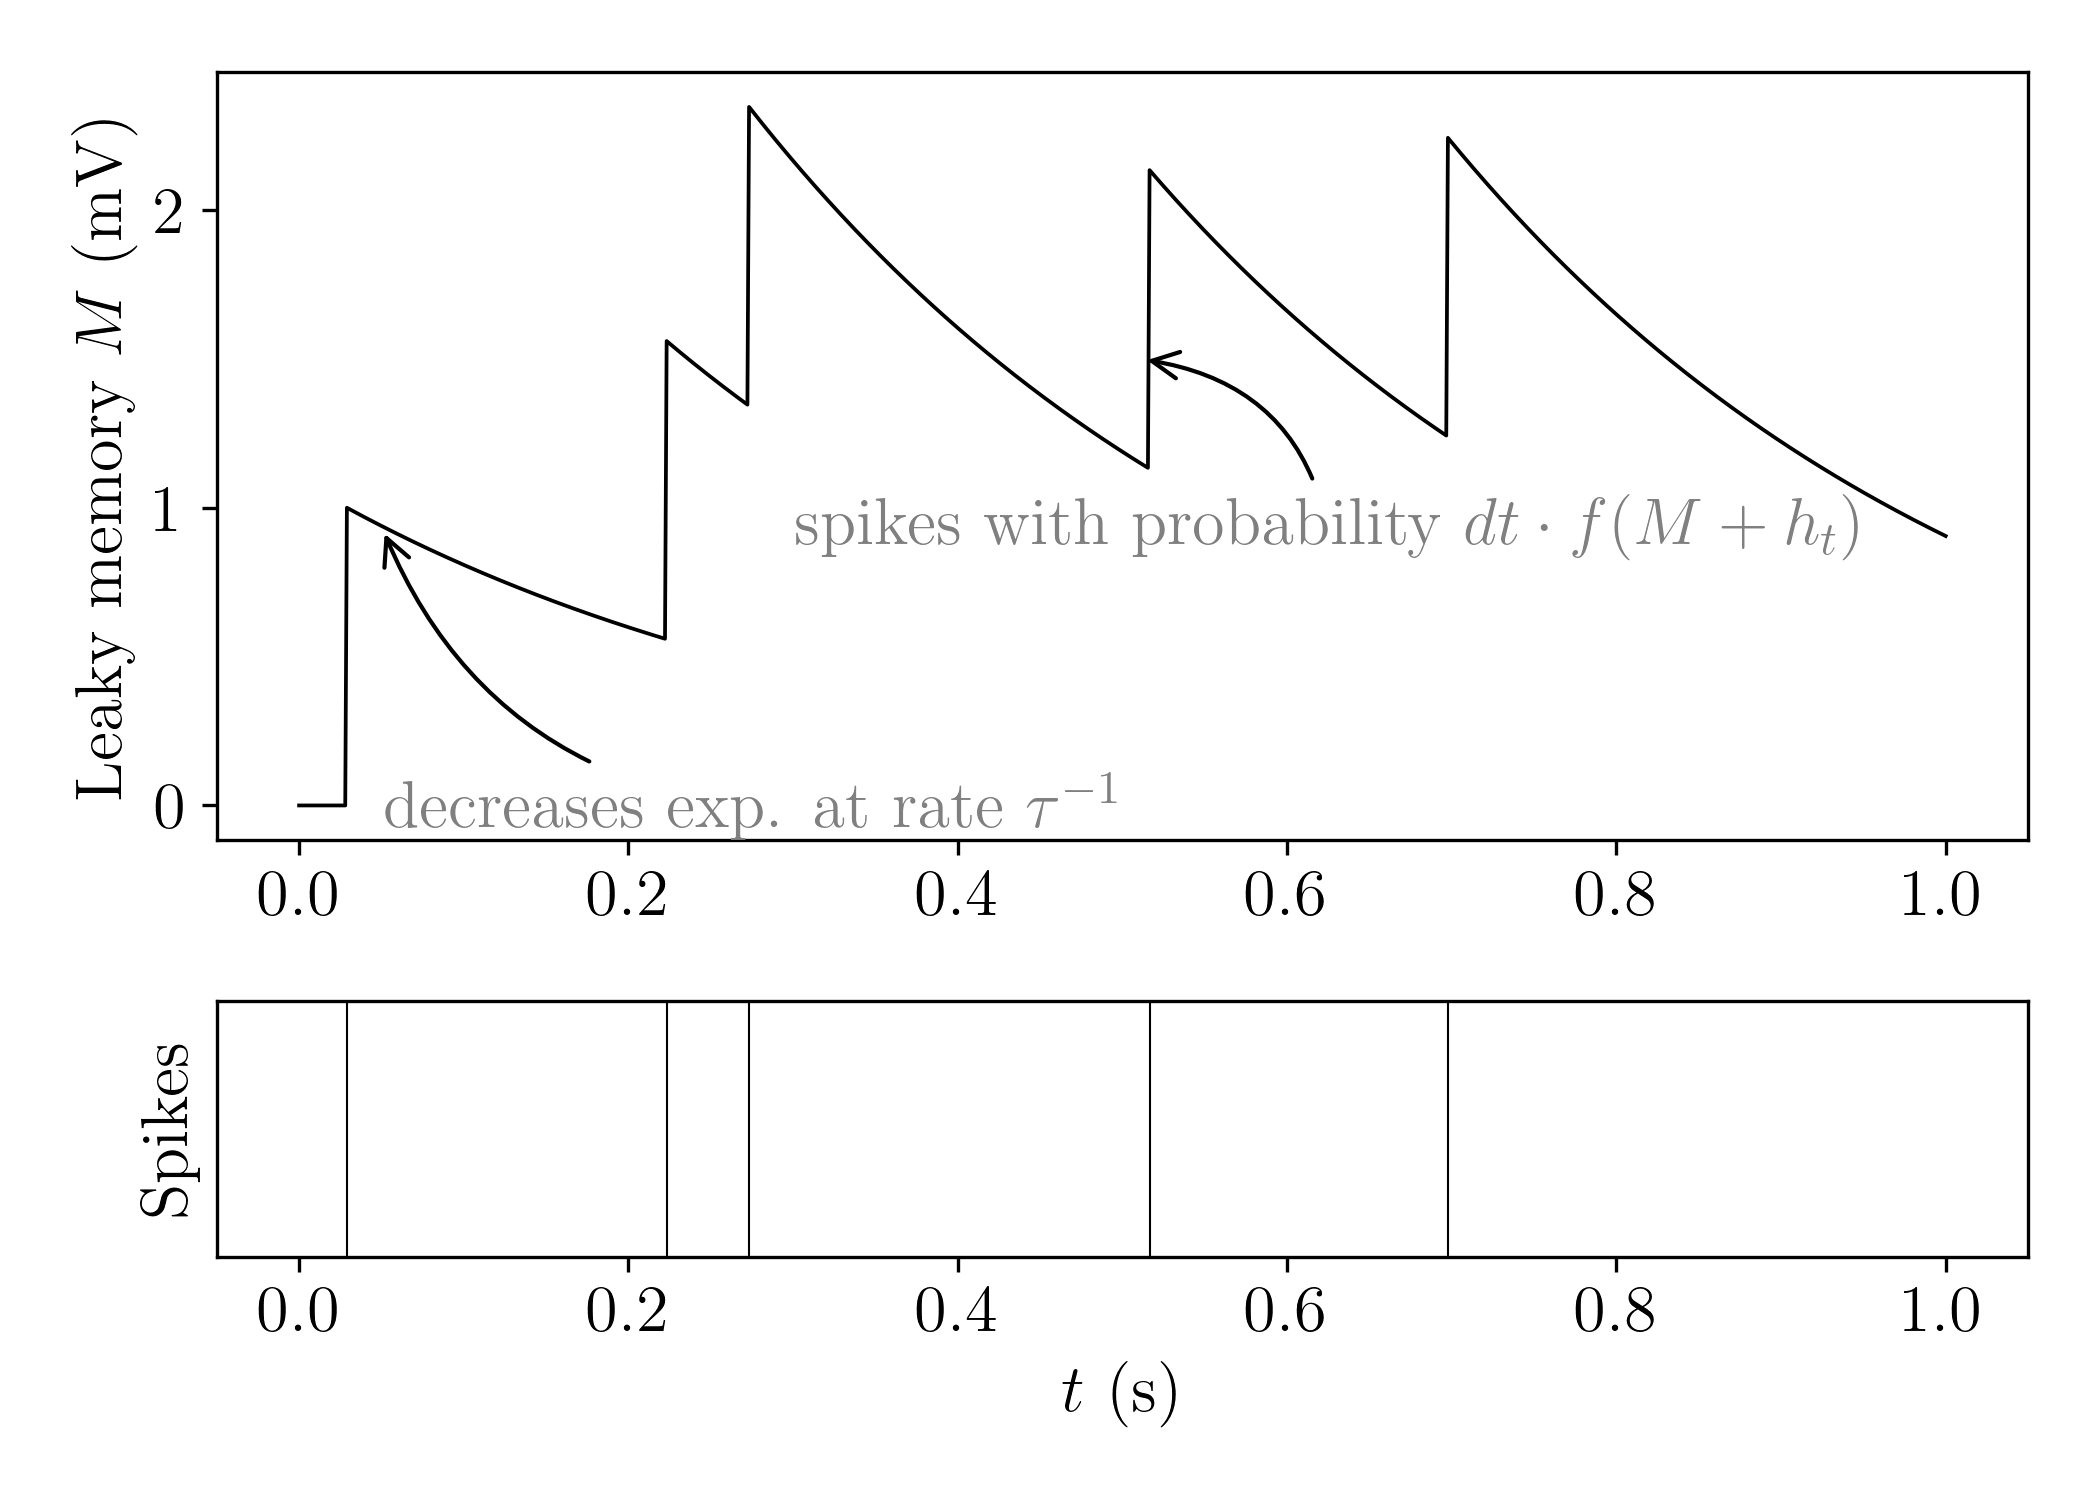 Leaky memory M (mV)
2
1
0
spikes with probability dt · f(M + hₜ)
decreases exp. at rate τ⁻¹
0.0 0.2 0.4 0.6 0.8 1.0
Spikes
0.0 0.2 0.4 0.6 0.8 1.0
t (s)